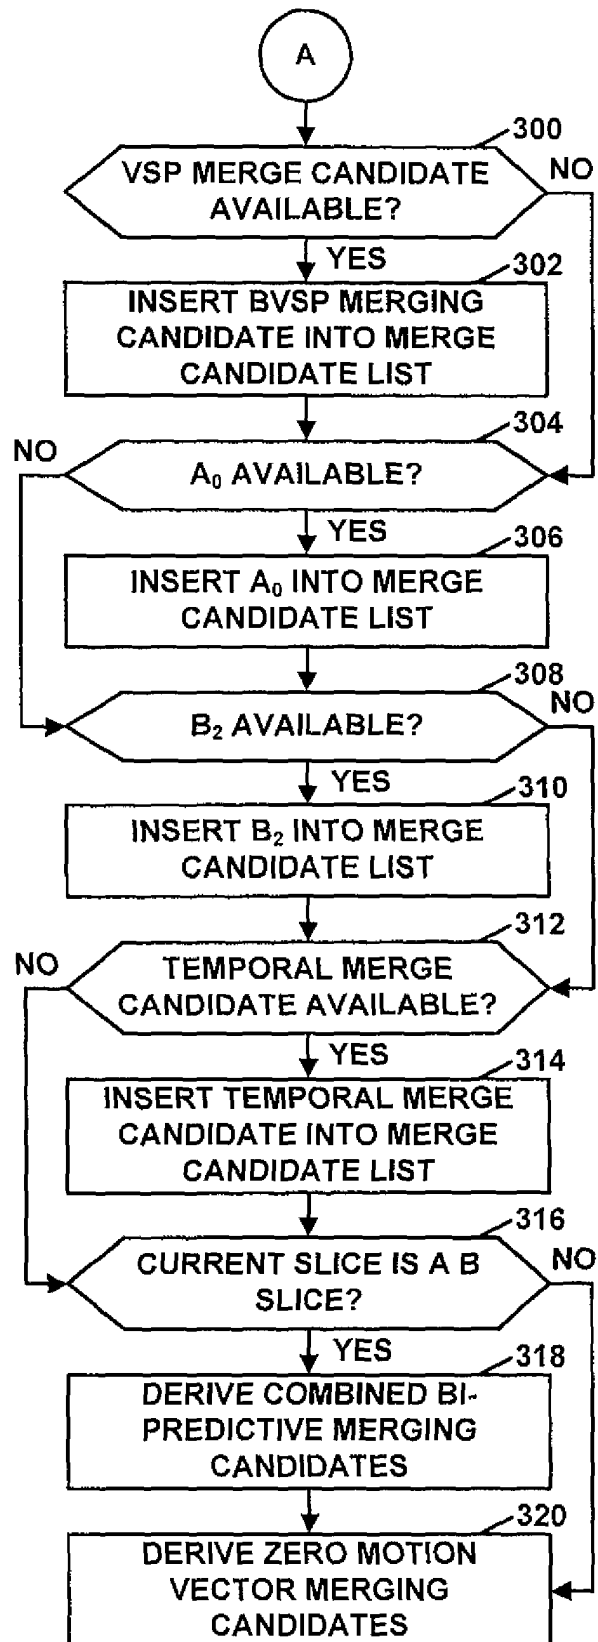 A
300
VSP MERGE CANDIDATE
AVAILABLE?
NO
YES
302
INSERT BVSP MERGING
CANDIDATE INTO MERGE
CANDIDATE LIST
304
NO
A₀ AVAILABLE?
YES
306
INSERT A₀ INTO MERGE
CANDIDATE LIST
308
NO
B₂ AVAILABLE?
YES
310
INSERT B₂ INTO MERGE
CANDIDATE LIST
312
NO
TEMPORAL MERGE
CANDIDATE AVAILABLE?
YES
314
INSERT TEMPORAL MERGE
CANDIDATE INTO MERGE
CANDIDATE LIST
316
NO
CURRENT SLICE IS A B
SLICE?
YES
318
DERIVE COMBINED BI-
PREDICTIVE MERGING
CANDIDATES
320
DERIVE ZERO MOTION
VECTOR MERGING
CANDIDATES